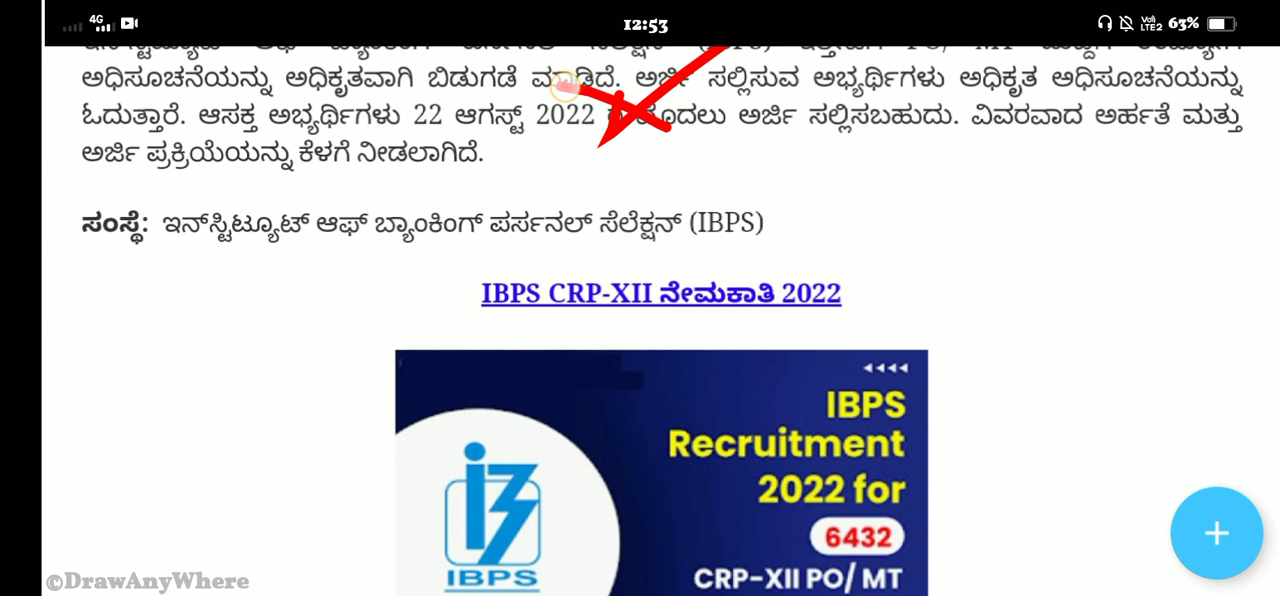 4G
12:53
Vol) LTE2 63%
ಅಧಿಸೂಚನೆಯನ್ನು ಅಧಿಕೃತವಾಗಿ ಬಿಡುಗಡೆ ಮಾಡಿದೆ. ಅರ್ಜಿ ಸಲ್ಲಿಸುವ ಅಭ್ಯರ್ಥಿಗಳು ಅಧಿಕೃತ ಅಧಿಸೂಚನೆಯನ್ನು
ಓದುತ್ತಾರೆ. ಆಸಕ್ತ ಅಭ್ಯರ್ಥಿಗಳು 22 ಆಗಸ್ಟ್ 2022 ಅರ್ಜಿ ಸಲ್ಲಿಸಬಹುದು. ವಿವರವಾದ ಅರ್ಹತೆ ಮತ್ತು
ಅರ್ಜಿ ಪ್ರಕ್ರಿಯೆಯನ್ನು ಕೆಳಗೆ ನೀಡಲಾಗಿದೆ.
ಸಂಸ್ಥೆ: ಇನ್‌ಸ್ಟಿಟ್ಯೂಟ್ ಆಫ್ ಬ್ಯಾಂಕಿಂಗ್ ಪರ್ಸನಲ್ ಸೆಲೆಕ್ಷನ್ (IBPS)
IBPS CRP-XII ನೇಮಕಾತಿ 2022
IBPS
Recruitment
2022 for
6432
CRP-XII PO/ MT
IBPS
©DrawAnyWhere